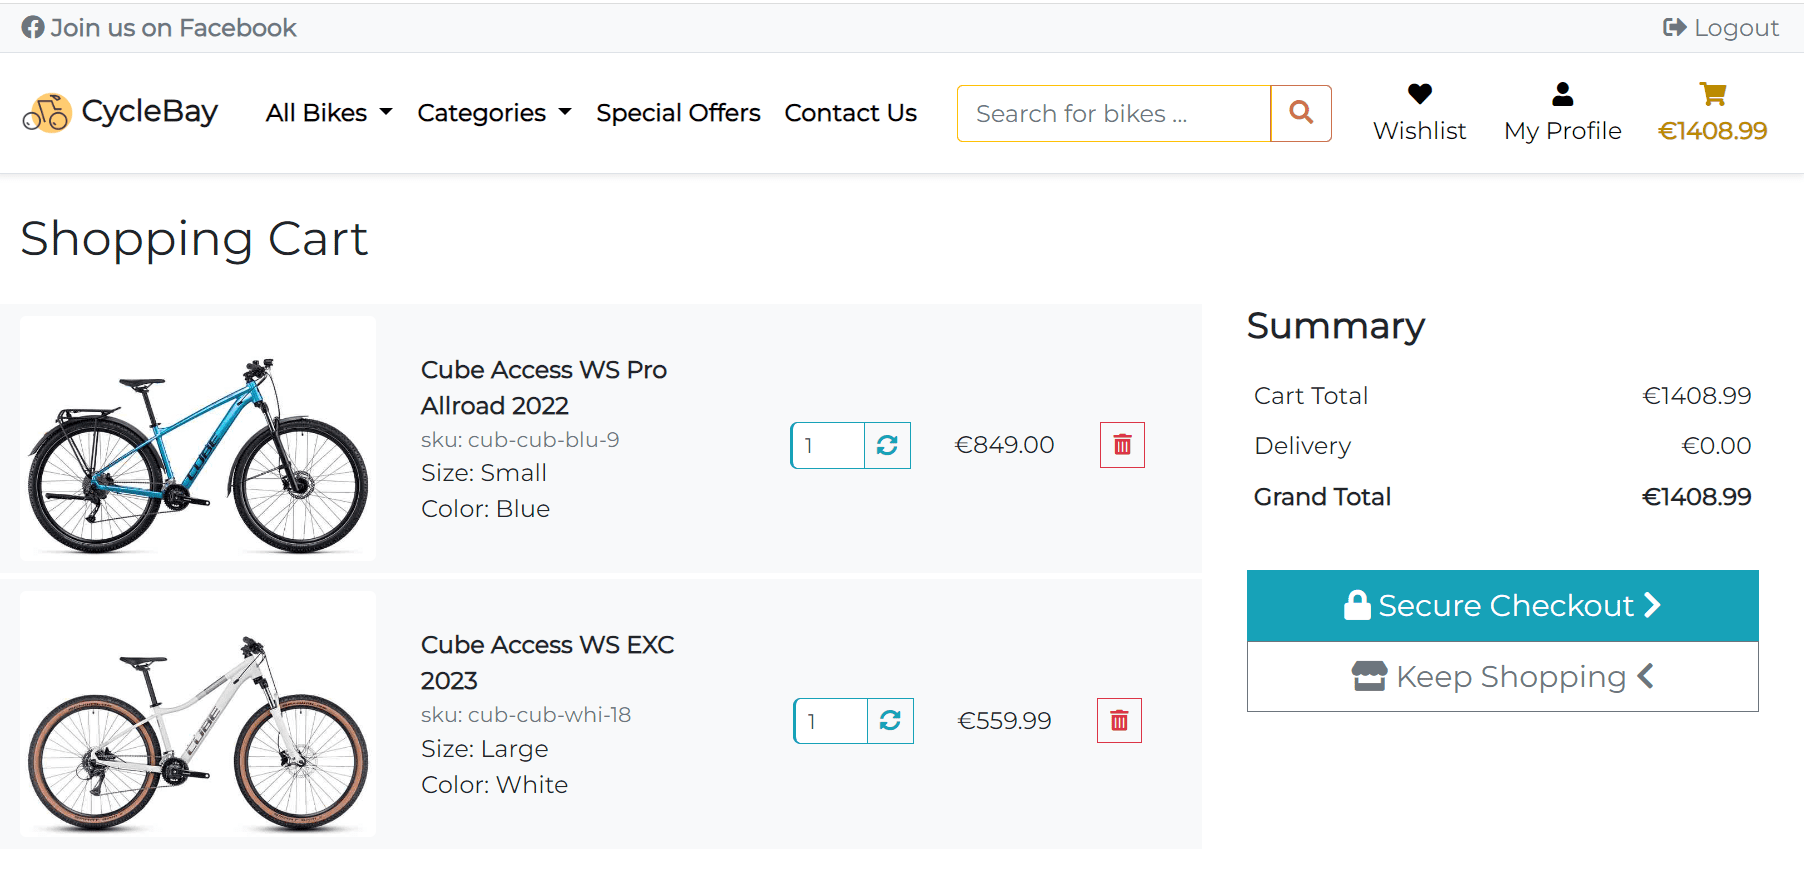 Join us on Facebook
Logout
CycleBay
All Bikes
Categories
Special Offers
Contact Us
Search for bikes ...
Wishlist
My Profile
€1408.99
Shopping Cart
CUBE
Cube Access WS Pro
Allroad 2022
sku: cub-cub-blu-9
Size: Small
Color: Blue
1
€849.00
CUBE
Cube Access WS EXC
2023
sku: cub-cub-whi-18
Size: Large
Color: White
1
€559.99
Summary
Cart Total €1408.99
Delivery €0.00
Grand Total €1408.99
Secure Checkout
Keep Shopping